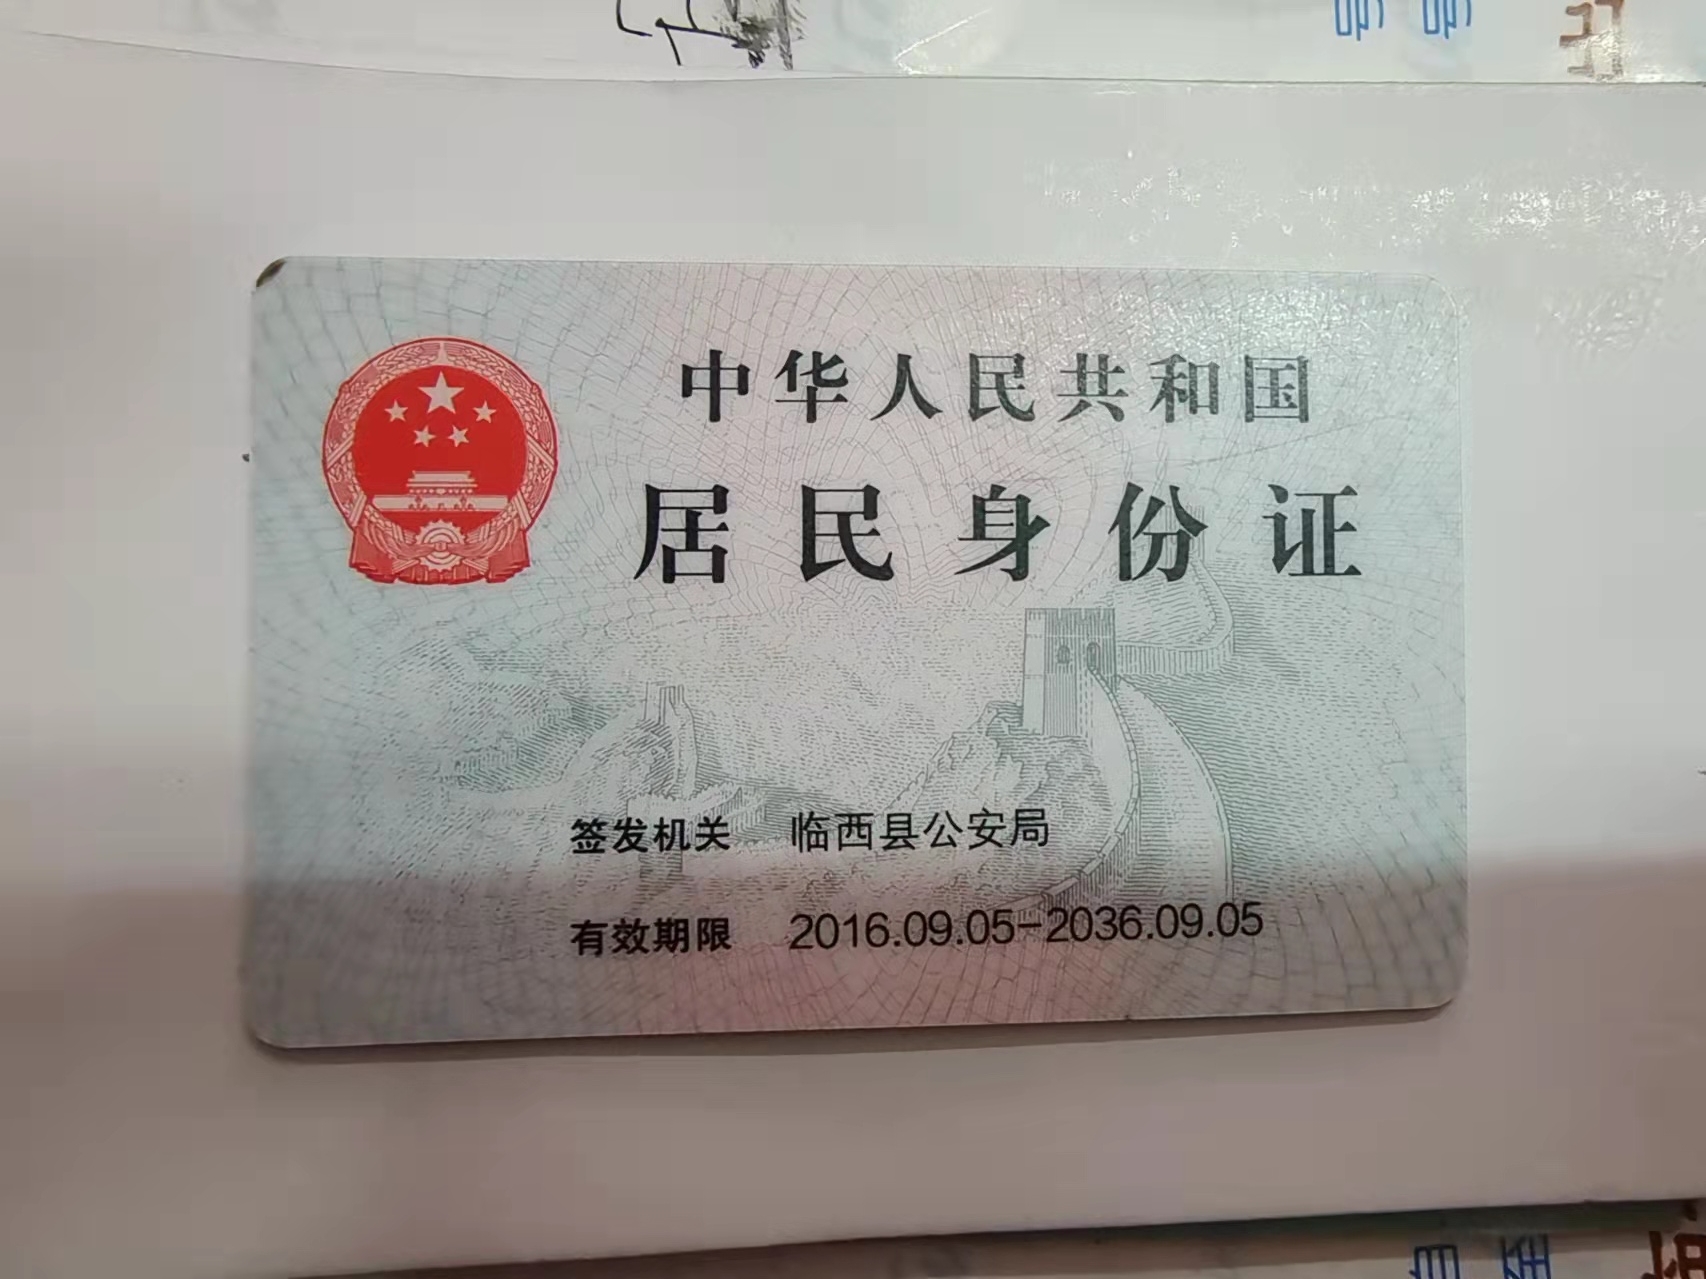 中华人民共和国
居民身份证
签发机关 临西县公安局
有效期限 2016.09.05-2036.09.05